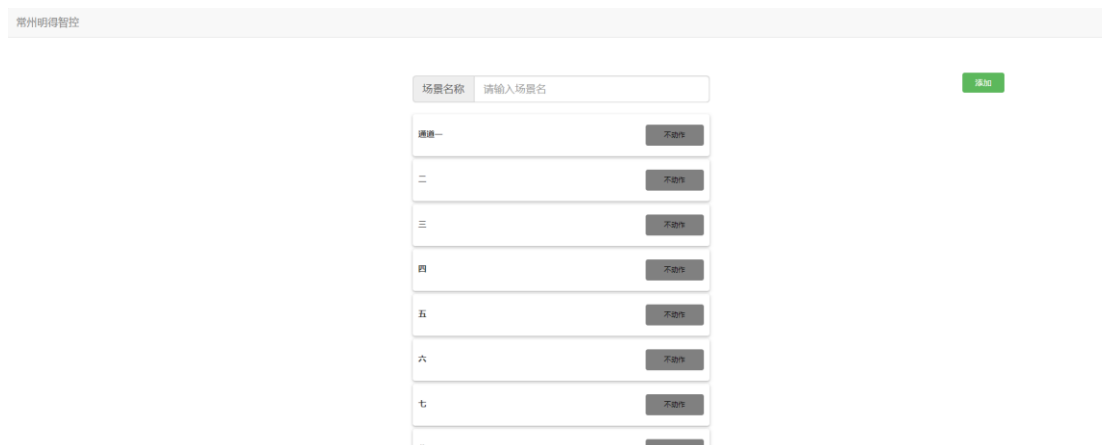 常州明得智控
场景名称 请输入场景名 添加
通道一 不动作
二 不动作
三 不动作
四 不动作
五 不动作
六 不动作
七 不动作